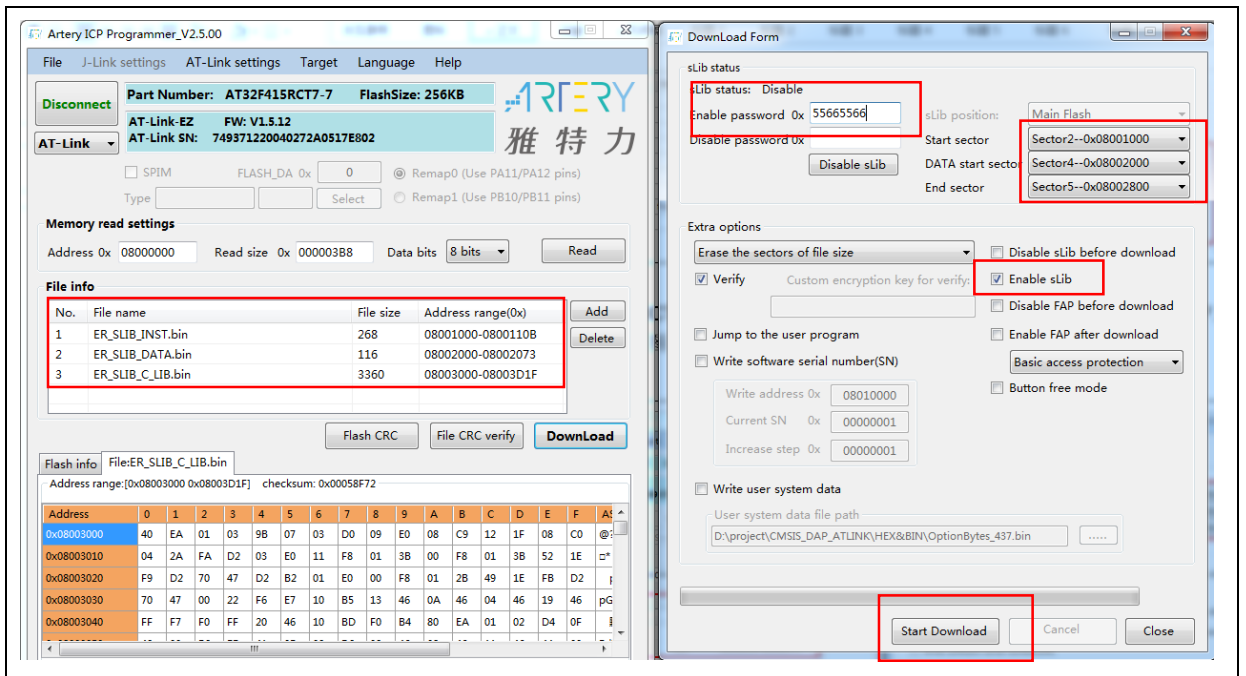 Artery ICP Programmer_V2.5.00
File J-Link settings AT-Link settings Target Language Help
Disconnect
Part Number: AT32F415RCT7-7 FlashSize: 256KB
AT-Link-EZ FW: V1.5.12
AT-Link SN: 749371220040272A0517E802
AT-Link
ARTERY
雅特力
SPIM FLASH_DA 0x 0 Remap0 (Use PA11/PA12 pins)
Type Select Remap1 (Use PB10/PB11 pins)
Memory read settings
Address 0x 08000000 Read size 0x 000003B8 Data bits 8 bits Read
File info
No. File name File size Address range(0x)
1 ER_SLIB_INST.bin 268 08001000-0800110B
2 ER_SLIB_DATA.bin 116 08002000-08002073
3 ER_SLIB_C_LIB.bin 3360 08003000-08003D1F
Add
Delete
Flash CRC File CRC verify DownLoad
Flash info File:ER_SLIB_C_LIB.bin
Address range:[0x08003000 0x08003D1F] checksum: 0x00058F72
Address 0 1 2 3 4 5 6 7 8 9 A B C D E F
0x08003000 40 EA 01 03 9B 07 03 D0 09 E0 08 C9 12 1F 08 C0 @?
0x08003010 04 2A FA D2 03 E0 11 F8 01 3B 00 F8 01 3B 52 1E □*
0x08003020 F9 D2 70 47 D2 B2 01 E0 00 F8 01 2B 49 1E FB D2
0x08003030 70 47 00 22 F6 E7 10 B5 13 46 0A 46 04 46 19 46 pG
0x08003040 FF F7 F0 FF 20 46 10 BD F0 B4 80 EA 01 02 D4 0F
DownLoad Form
sLib status
sLib status: Disable
Enable password 0x 55665566
Disable password 0x
Disable sLib
sLib position: Main Flash
Start sector Sector2--0x08001000
DATA start sector Sector4--0x08002000
End sector Sector5--0x08002800
Extra options
Erase the sectors of file size
Verify Custom encryption key for verify:
Jump to the user program
Write software serial number(SN)
Write address 0x 08010000
Current SN 0x 00000001
Increase step 0x 00000001
Disable sLib before download
Enable sLib
Disable FAP before download
Enable FAP after download
Basic access protection
Button free mode
Write user system data
User system data file path
D:\project\CMSIS_DAP_ATLINK\HEX&BIN\OptionBytes_437.bin .....
Start Download Cancel Close